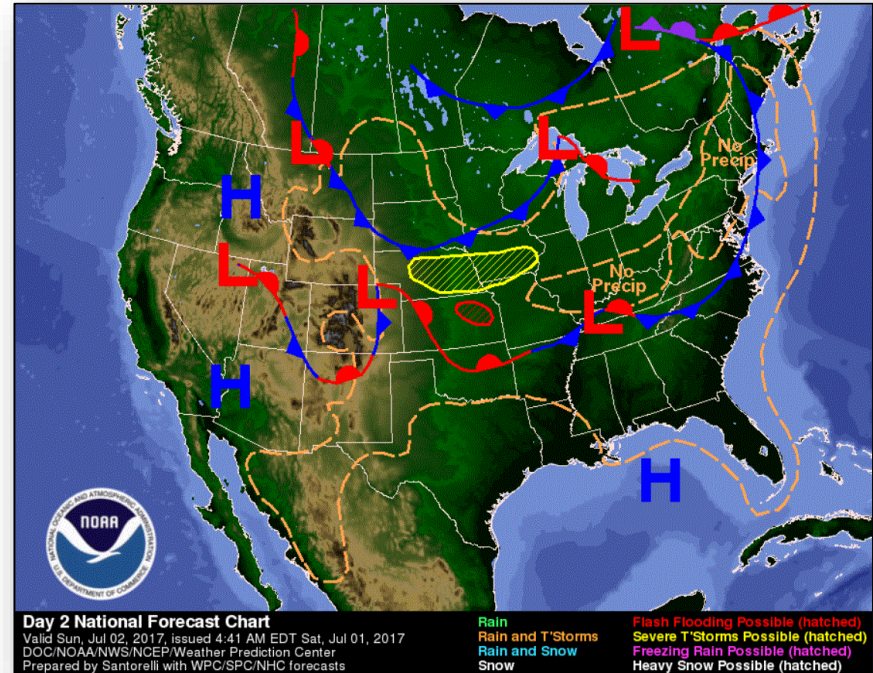 L
L
L
No
Precip
H
L
L
No
Precip
L
H
H
NATIONAL OCEANIC AND ATMOSPHERIC ADMINISTRATION
NOAA
U.S. DEPARTMENT OF COMMERCE
Day 2 National Forecast Chart
Valid Sun, Jul 02, 2017, issued 4:41 AM EDT Sat, Jul 01, 2017
DOC/NOAA/NWS/NCEP/Weather Prediction Center
Prepared by Santorelli with WPC/SPC/NHC forecasts
Rain
Rain and T'Storms
Rain and Snow
Snow
Flash Flooding Possible (hatched)
Severe T'Storms Possible (hatched)
Freezing Rain Possible (hatched)
Heavy Snow Possible (hatched)